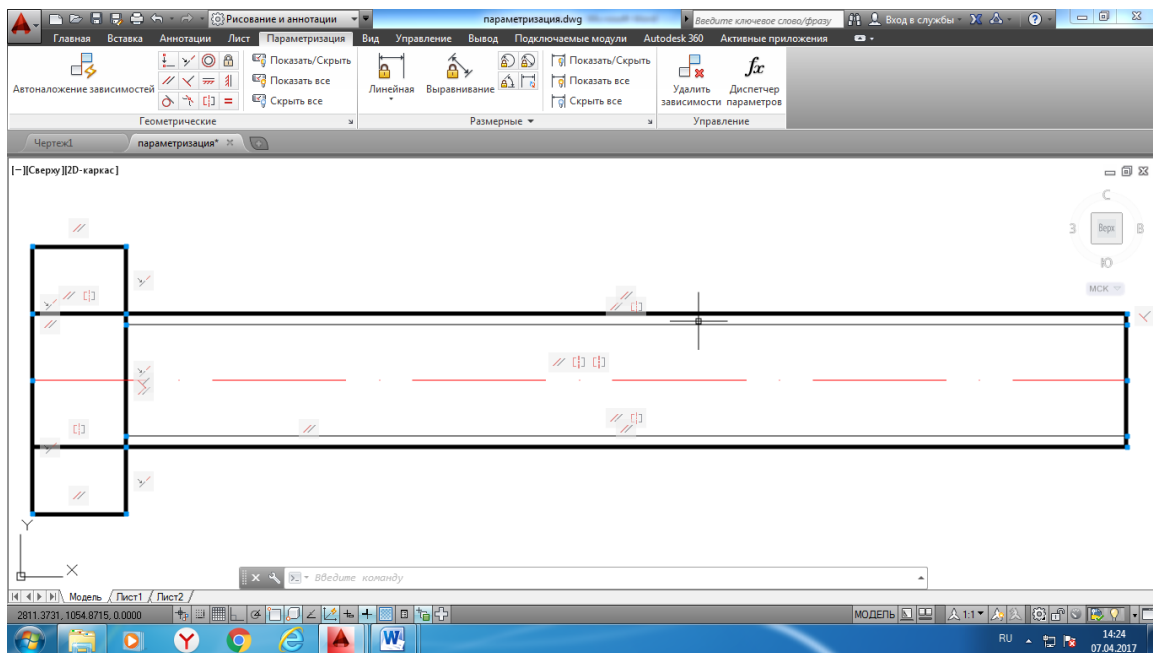 Рисование и аннотации
параметризация.dwg
Введите ключевое слово/фразу
Вход в службы
Главная Вставка Аннотации Лист Параметризация Вид Управление Вывод Подключаемые модули Autodesk 360 Активные приложения
Автоналожение зависимостей
Показать/Скрыть
Показать все
Скрыть все
Линейная
Выравнивание
Показать/Скрыть
Показать все
Скрыть все
Удалить зависимости
fx
Диспетчер параметров
Геометрические
Размерные
Управление
Чертеж1
параметризация*
[−][Сверху][2D-каркас]
С
З
Верх
В
Ю
МСК
Y
X
Введите команду
Модель Лист1 Лист2
2811.3731, 1054.8715, 0.0000
МОДЕЛЬ
1:1
RU
14:24
07.04.2017